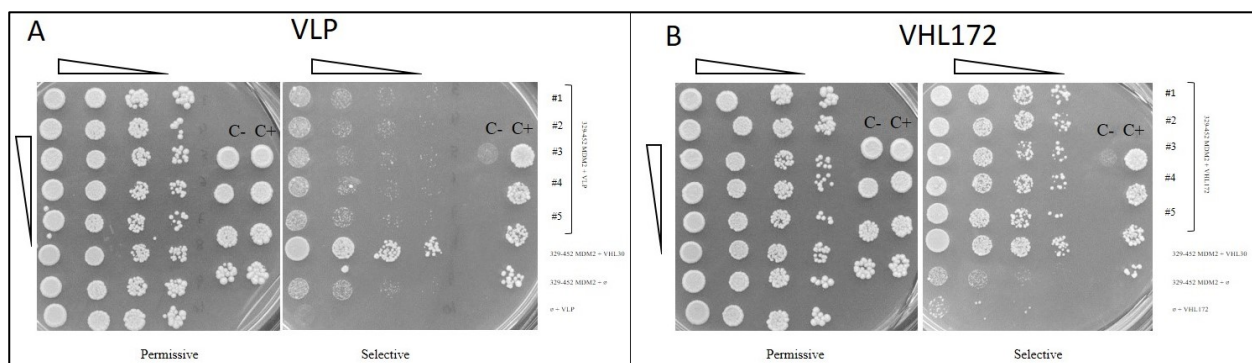 A
VLP
C- C+
Permissive
C- C+
Selective
#1
#2
#3
#4
#5
329-452 MDM2 + VLP
329-452 MDM2 + VHL30
329-452 MDM2 + ø
ø + VLP
B
VHL172
C- C+
Permissive
C- C+
Selective
#1
#2
#3
#4
#5
329-452 MDM2 + VHL172
329-452 MDM2 + VHL30
329-452 MDM2 + ø
ø + VHL172